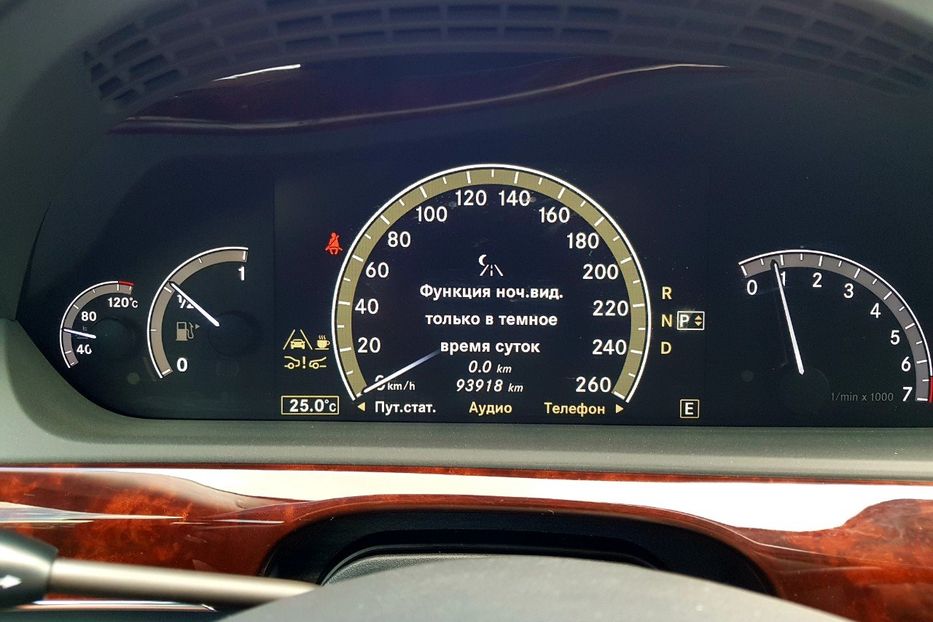 120 140
100 160
80 180
60 200
40 220
20 240
0 km/h 260
Функция ноч.вид.
только в темное
время суток
0.0 km
93918 km
Пут.стат. Аудио Телефон
25.0°C
120°C
80
40
1
1/2
0
R
N P
D
E
0 1 2 3 4 5 6 7
1/min x 1000